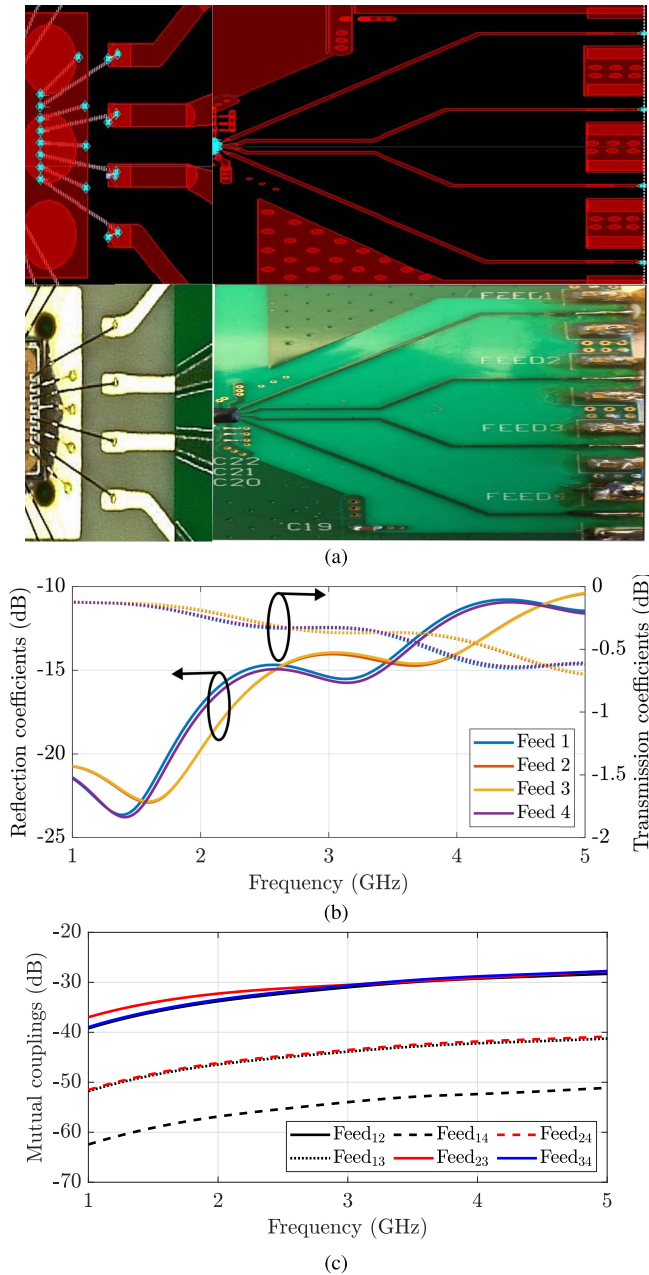 FEED1
FEED2
FEED3
FEED4
C22
C21
C20
C19
(a)
Reflection coefficients (dB)
-10
-15
-20
-25
Transmission coefficients (dB)
0
-0.5
-1
-1.5
-2
Feed 1
Feed 2
Feed 3
Feed 4
1 2 3 4 5
Frequency (GHz)
(b)
Mutual couplings (dB)
-20
-30
-40
-50
-60
-70
Feed12 Feed14 Feed24
Feed13 Feed23 Feed34
1 2 3 4 5
Frequency (GHz)
(c)